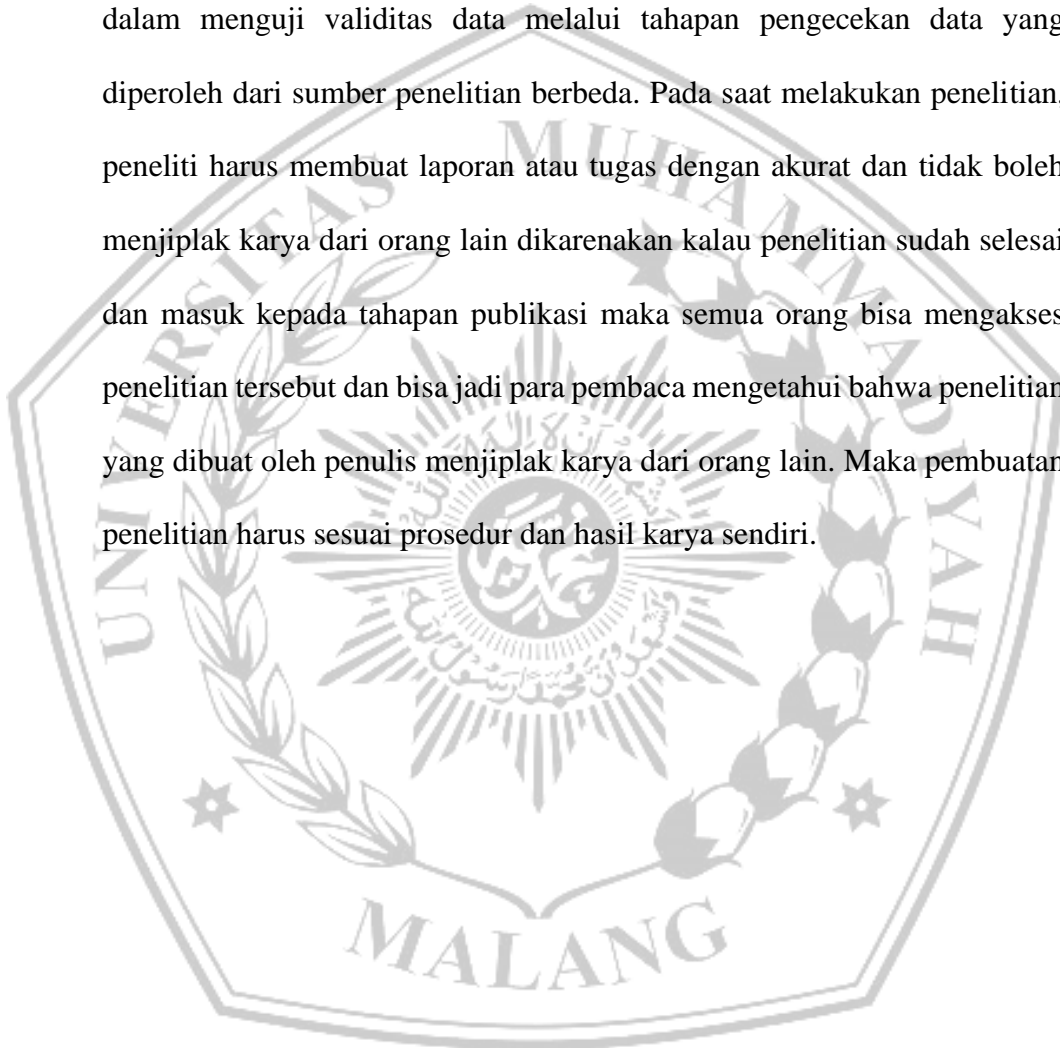 dalam menguji validitas data melalui tahapan pengecekan data yang
diperoleh dari sumber penelitian berbeda. Pada saat melakukan penelitian,
peneliti harus membuat laporan atau tugas dengan akurat dan tidak boleh
menjiplak karya dari orang lain dikarenakan kalau penelitian sudah selesai
dan masuk kepada tahapan publikasi maka semua orang bisa mengakses
penelitian tersebut dan bisa jadi para pembaca mengetahui bahwa penelitian
yang dibuat oleh penulis menjiplak karya dari orang lain. Maka pembuatan
penelitian harus sesuai prosedur dan hasil karya sendiri.
UNIVERSITAS MUHAMMADIYAH
MALANG